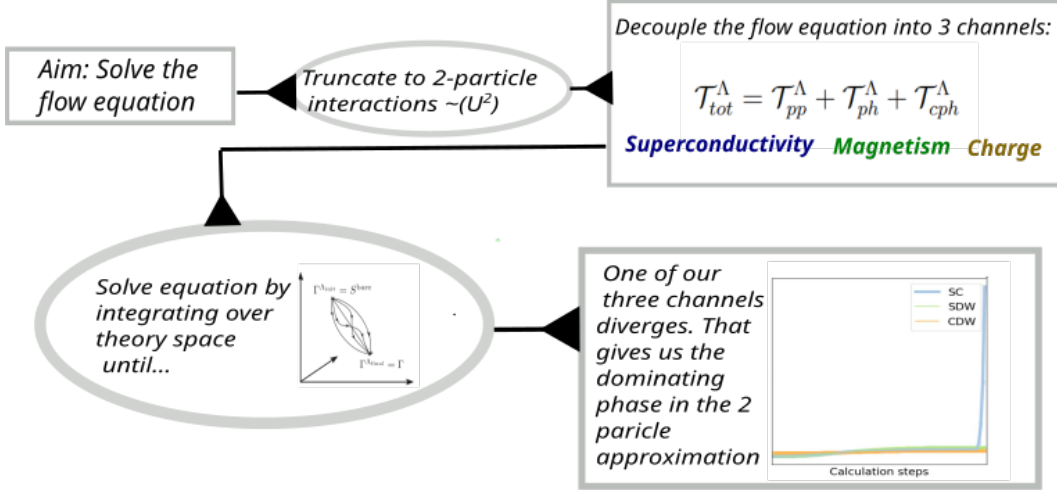 Aim: Solve the
flow equation
Truncate to 2-particle
interactions ~(U²)
Decouple the flow equation into 3 channels:
𝒯^Λ_tot = 𝒯^Λ_pp + 𝒯^Λ_ph + 𝒯^Λ_cph
Superconductivity Magnetism Charge
Solve equation by
integrating over
theory space
until...
Γ^Λinit = S^bare
Γ^Λfinal = Γ
One of our
three channels
diverges. That
gives us the
dominating
phase in the 2
paricle
approximation
SC
SDW
CDW
Calculation steps